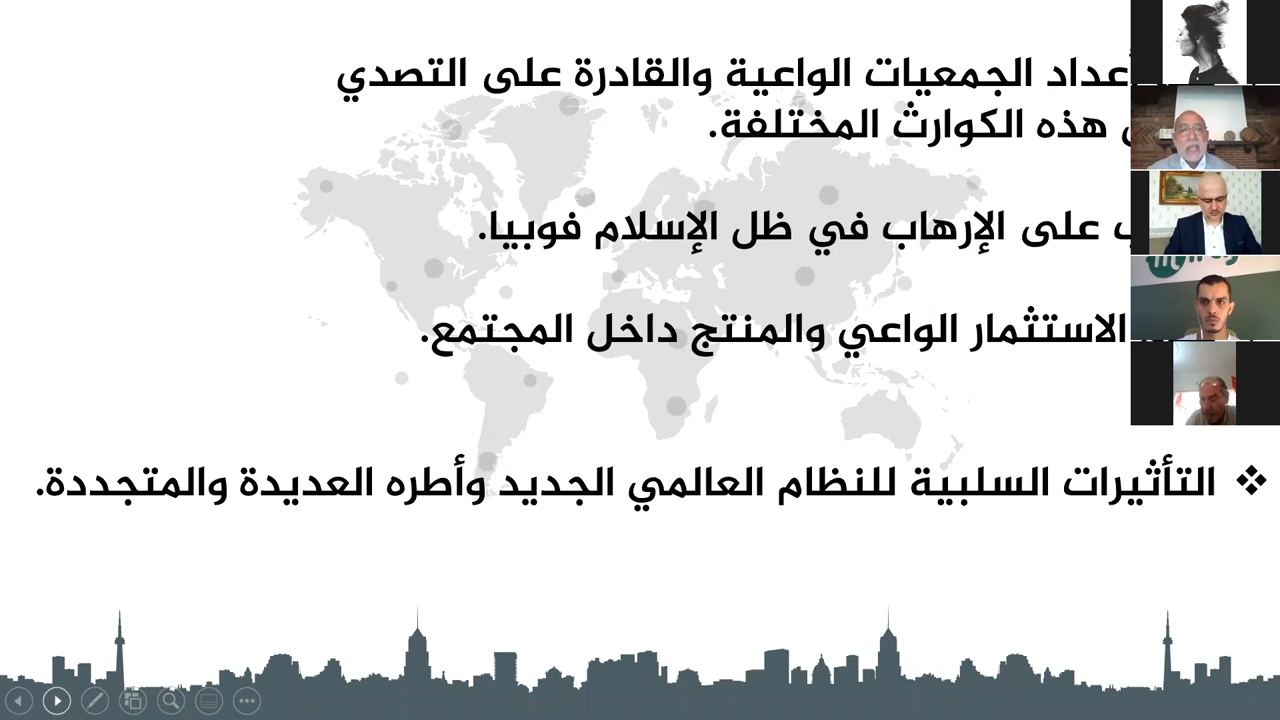 الجمعيات الواعية والقادرة على التصدي
هذه الكوارث المختلفة.
على الإرهاب في ظل الإسلام فوبيا.
الاستثمار الواعي والمنتج داخل المجتمع.
❖ التأثيرات السلبية للنظام العالمي الجديد وأطره العديدة والمتجددة.